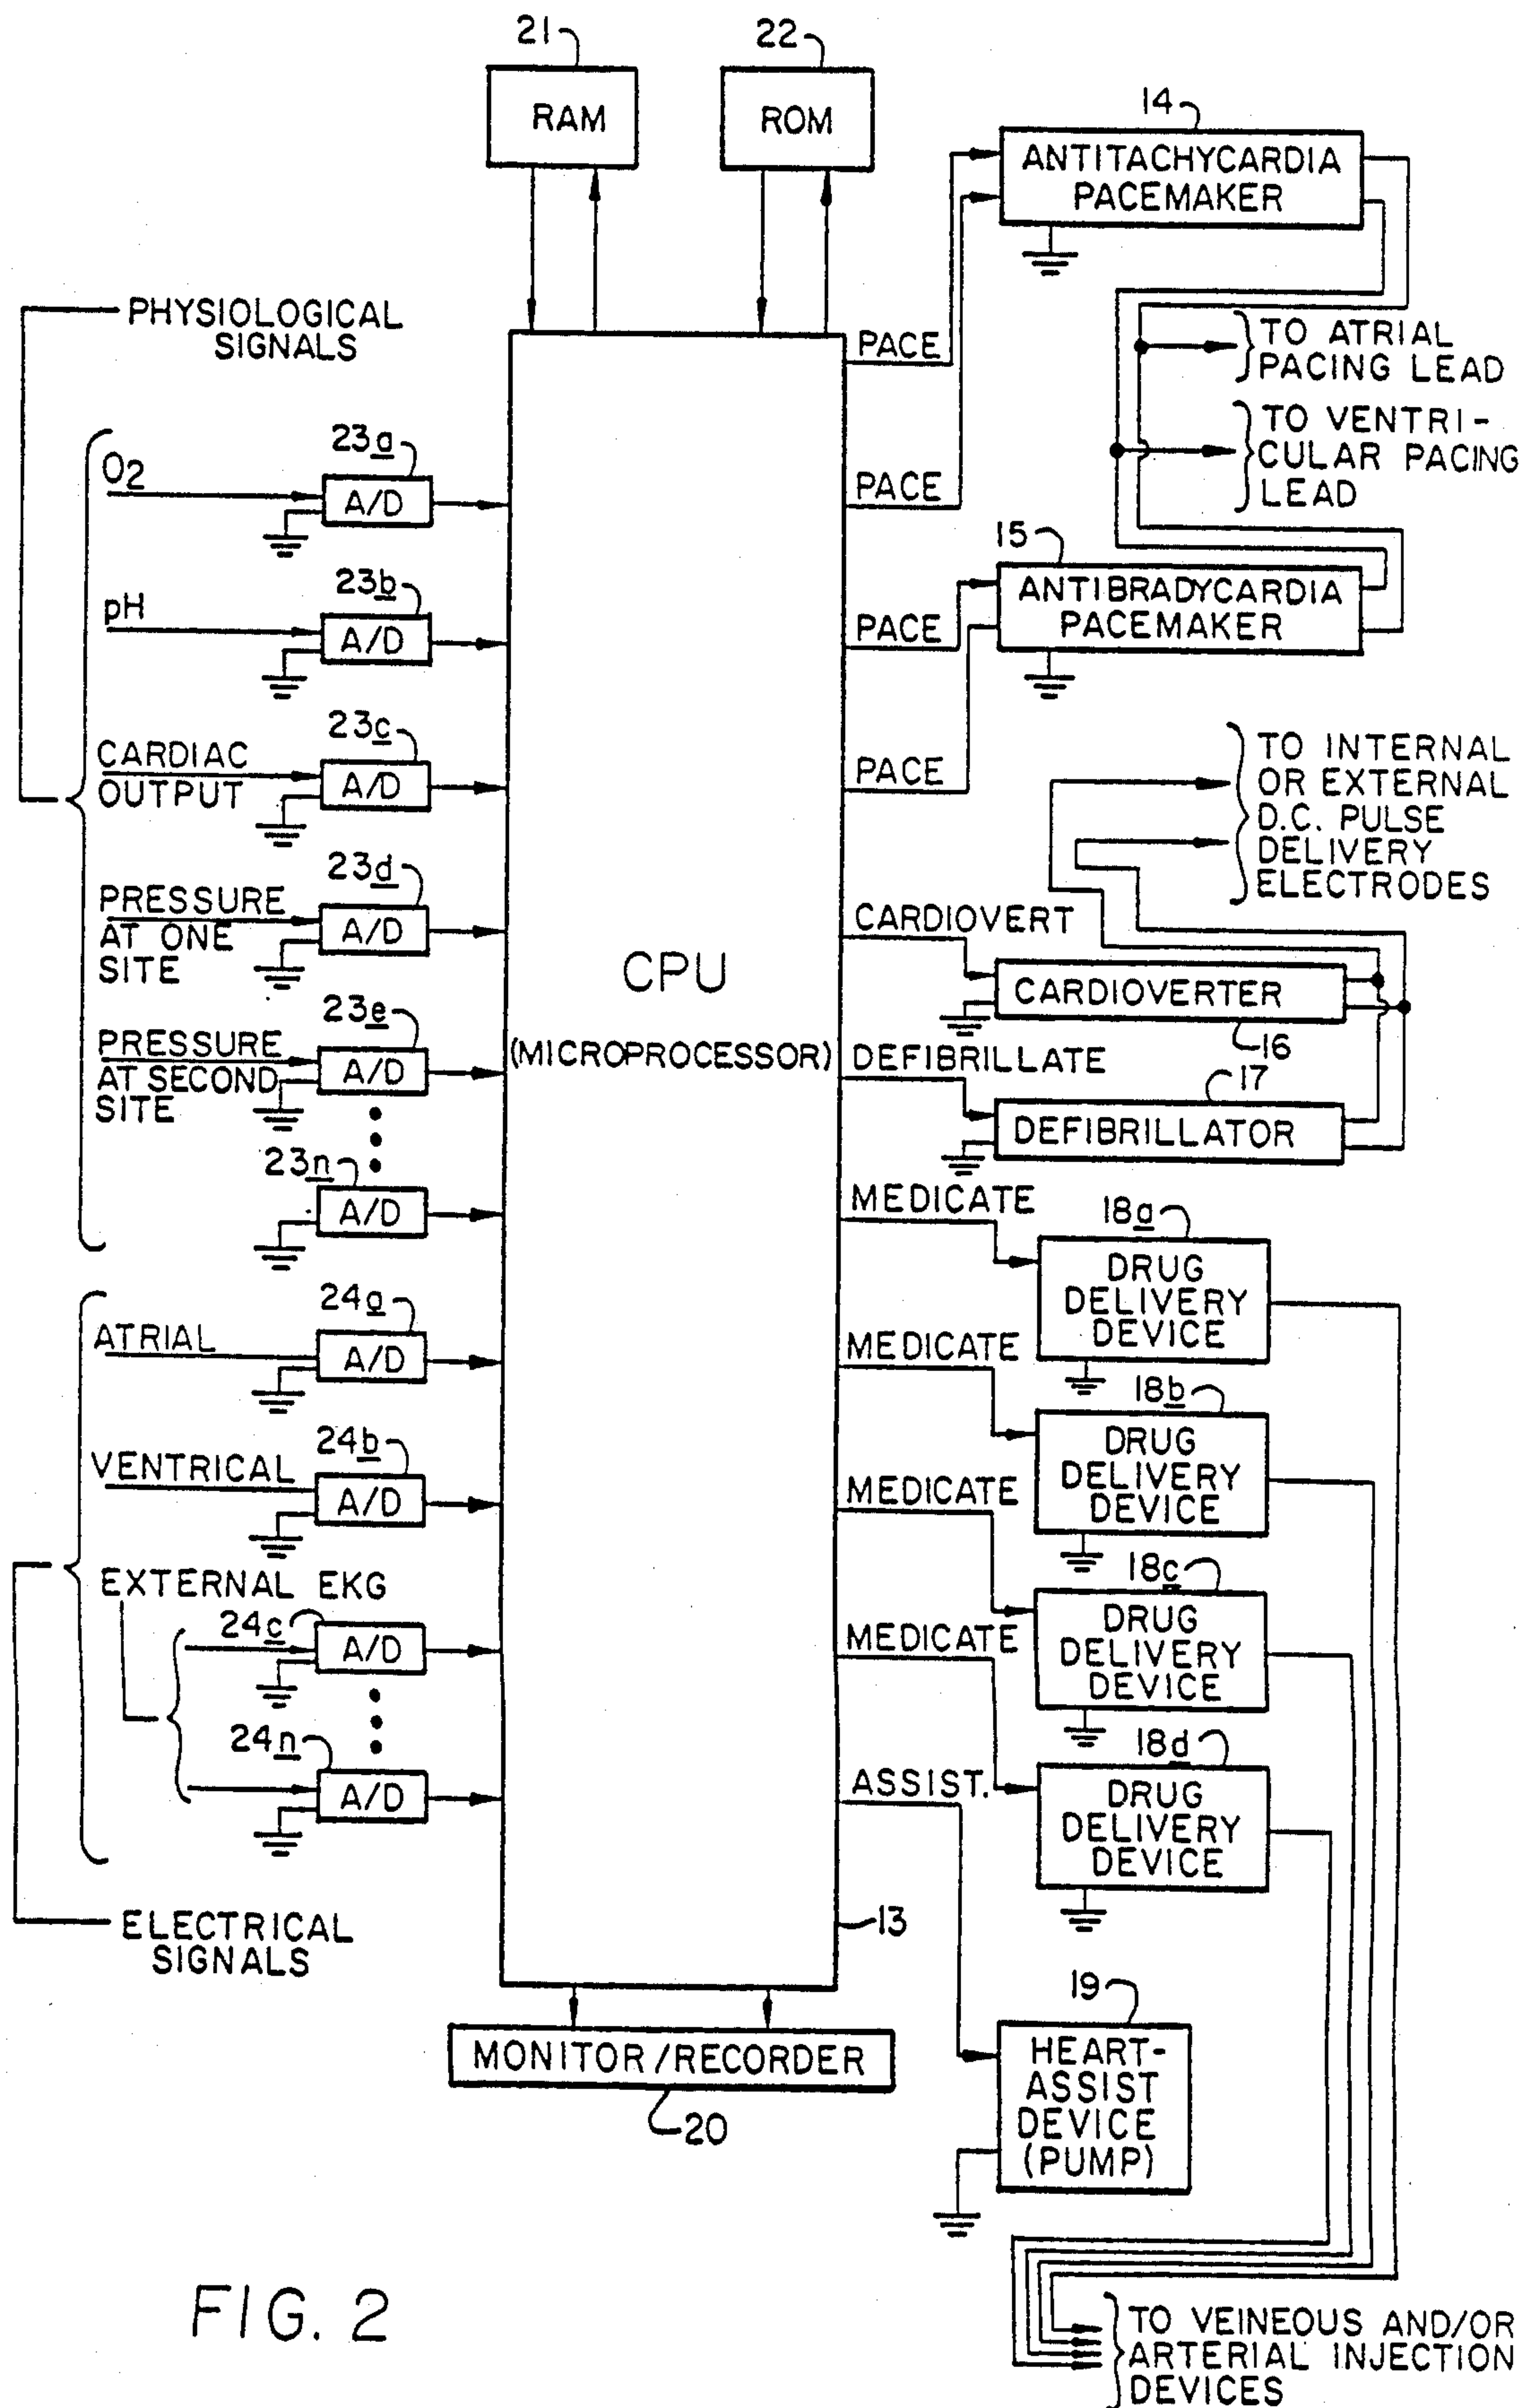 21
22
RAM
ROM
14
ANTITACHYCARDIA
PACEMAKER
PHYSIOLOGICAL
SIGNALS
PACE
TO ATRIAL
PACING LEAD
TO VENTRI-
CULAR PACING
LEAD
O2
23a
A/D
PACE
15
ANTIBRADYCARDIA
PACEMAKER
pH
23b
A/D
PACE
CARDIAC
OUTPUT
23c
A/D
PACE
TO INTERNAL
OR EXTERNAL
D.C. PULSE
DELIVERY
ELECTRODES
PRESSURE
AT ONE
SITE
23d
A/D
CPU
(MICROPROCESSOR)
CARDIOVERT
CARDIOVERTER
16
PRESSURE
AT SECOND
SITE
23e
A/D
DEFIBRILLATE
17
DEFIBRILLATOR
23n
A/D
MEDICATE
18a
DRUG
DELIVERY
DEVICE
ATRIAL
24a
A/D
MEDICATE
18b
DRUG
DELIVERY
DEVICE
VENTRICAL
24b
A/D
MEDICATE
18c
DRUG
DELIVERY
DEVICE
EXTERNAL EKG
24c
A/D
MEDICATE
18d
DRUG
DELIVERY
DEVICE
24n
A/D
ASSIST.
ELECTRICAL
SIGNALS
13
19
HEART-
ASSIST
DEVICE
(PUMP)
MONITOR/RECORDER
20
FIG. 2
TO VEINEOUS AND/OR
ARTERIAL INJECTION
DEVICES